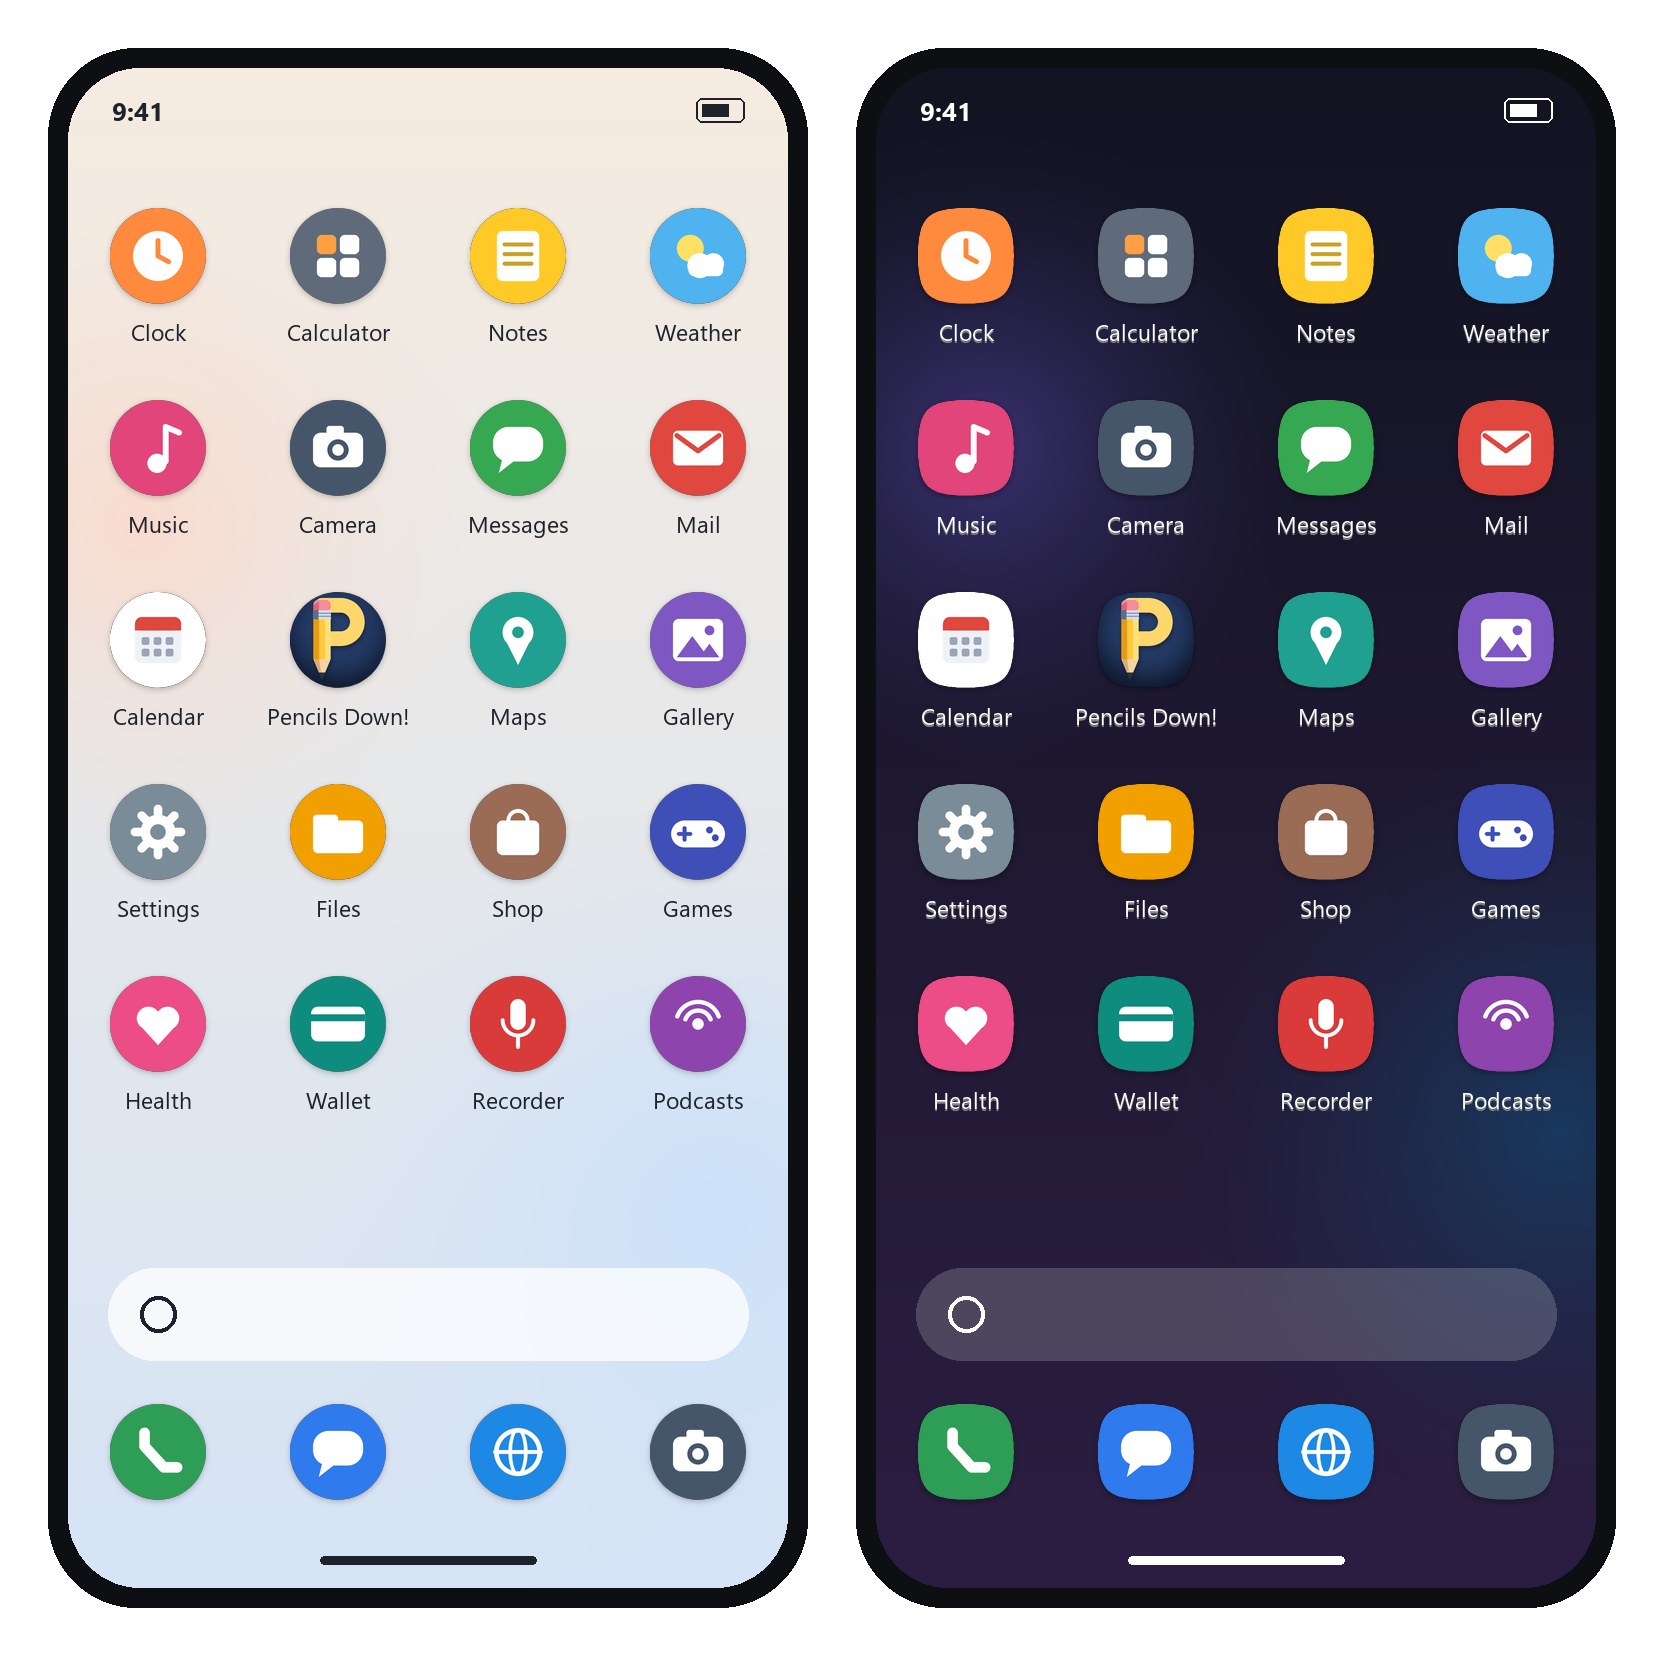 9:41
Clock Calculator Notes Weather
Music Camera Messages Mail
Calendar Pencils Down! Maps Gallery
Settings Files Shop Games
Health Wallet Recorder Podcasts
9:41
Clock Calculator Notes Weather
Music Camera Messages Mail
Calendar Pencils Down! Maps Gallery
Settings Files Shop Games
Health Wallet Recorder Podcasts